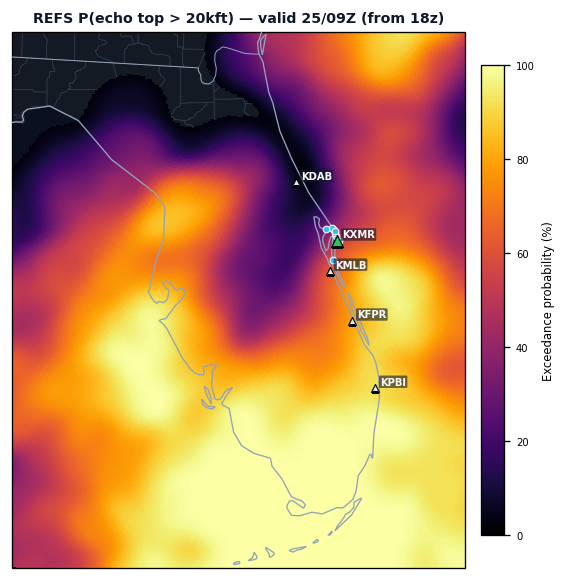 REFS P(echo top > 20kft) — valid 25/09Z (from 18z)
KDAB
KXMR
KMLB
KFPR
KPBI
100
80
60
40
20
0
Exceedance probability (%)